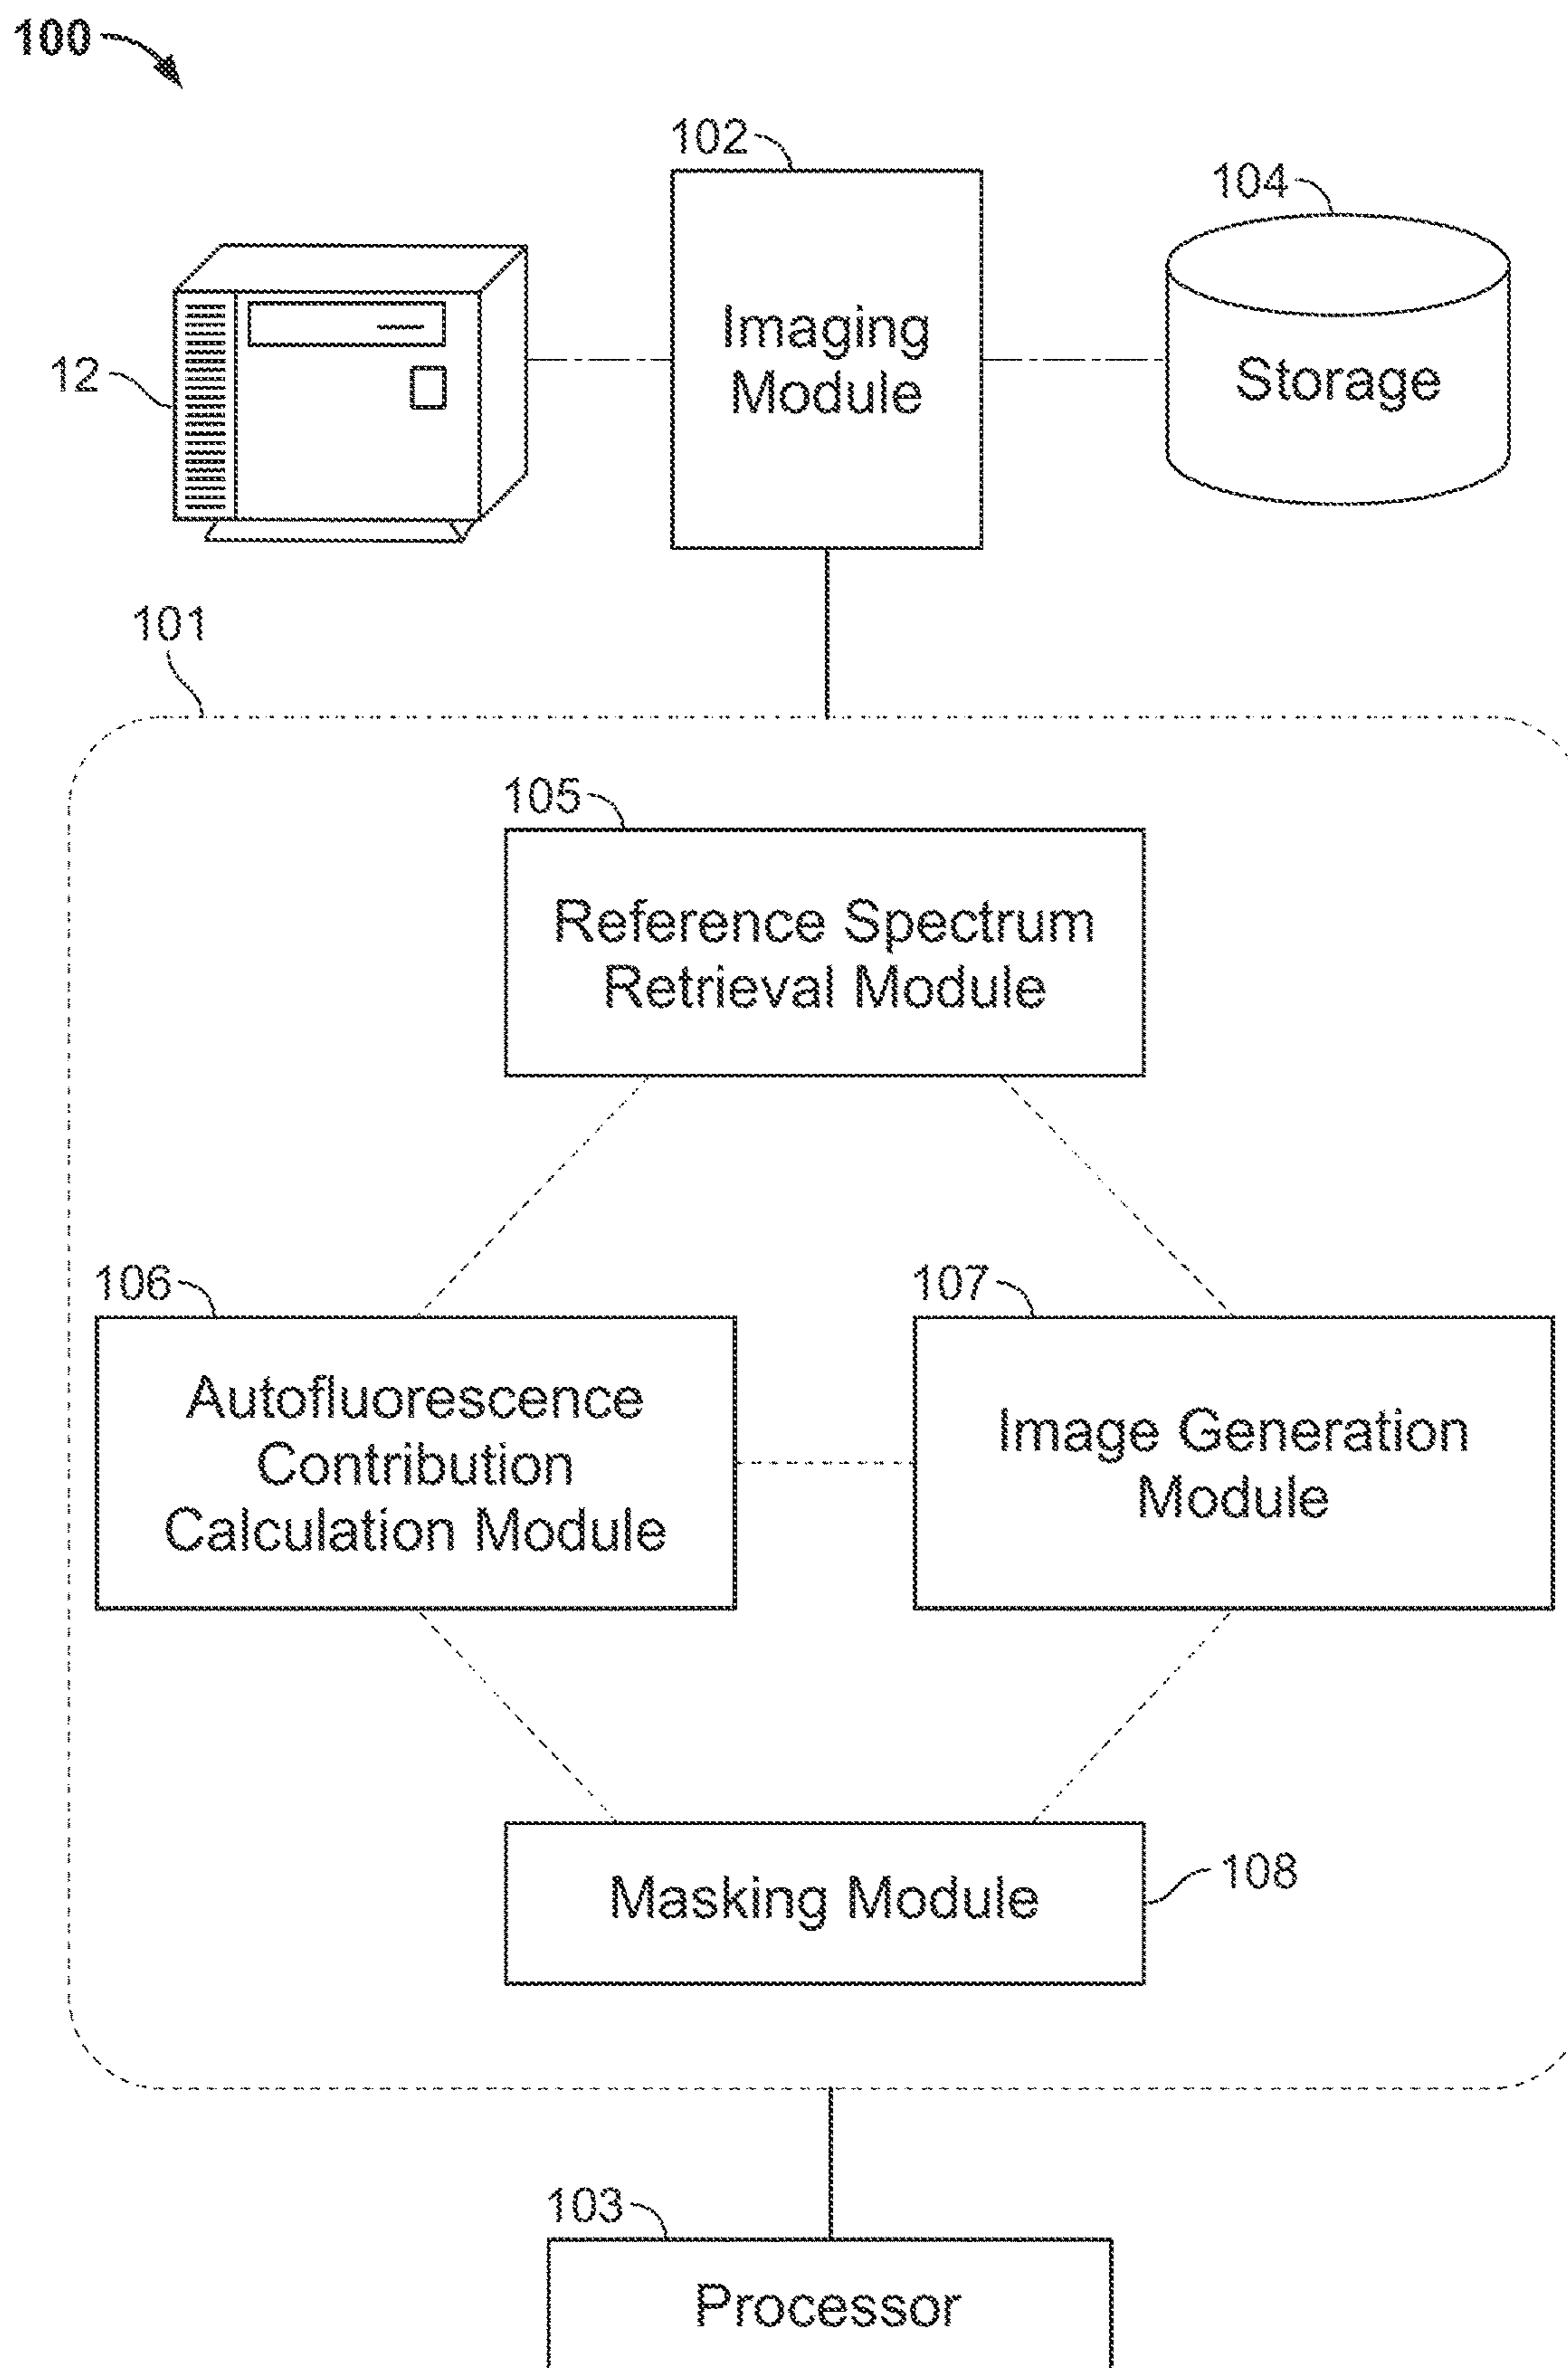 100
102
104
Imaging
Module
Storage
12
101
105
Reference Spectrum
Retrieval Module
106
107
Autofluorescence
Contribution
Calculation Module
Image Generation
Module
Masking Module
108
103
Processor